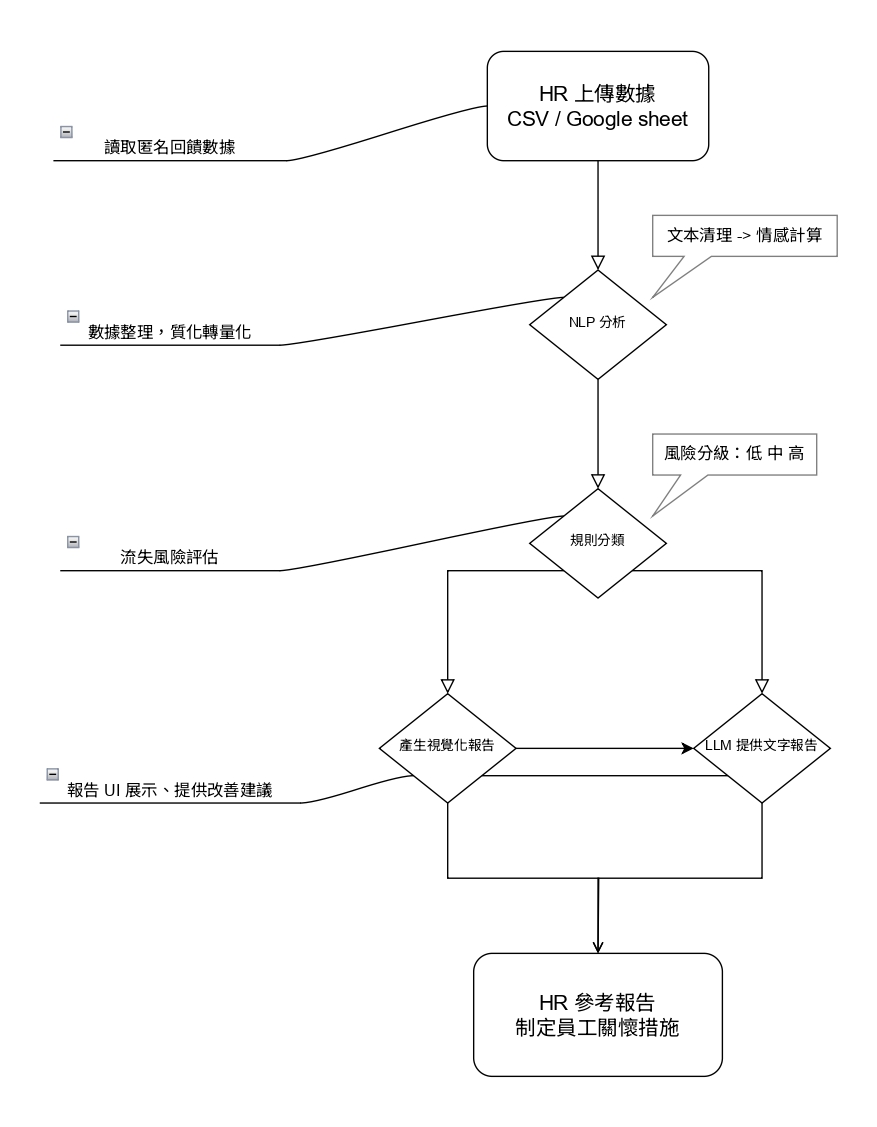 HR 上傳數據
CSV / Google sheet
讀取匿名回饋數據
文本清理 -> 情感計算
NLP 分析
數據整理，質化轉量化
風險分級：低 中 高
規則分類
流失風險評估
產生視覺化報告
LLM 提供文字報告
報告 UI 展示、提供改善建議
HR 參考報告
制定員工關懷措施